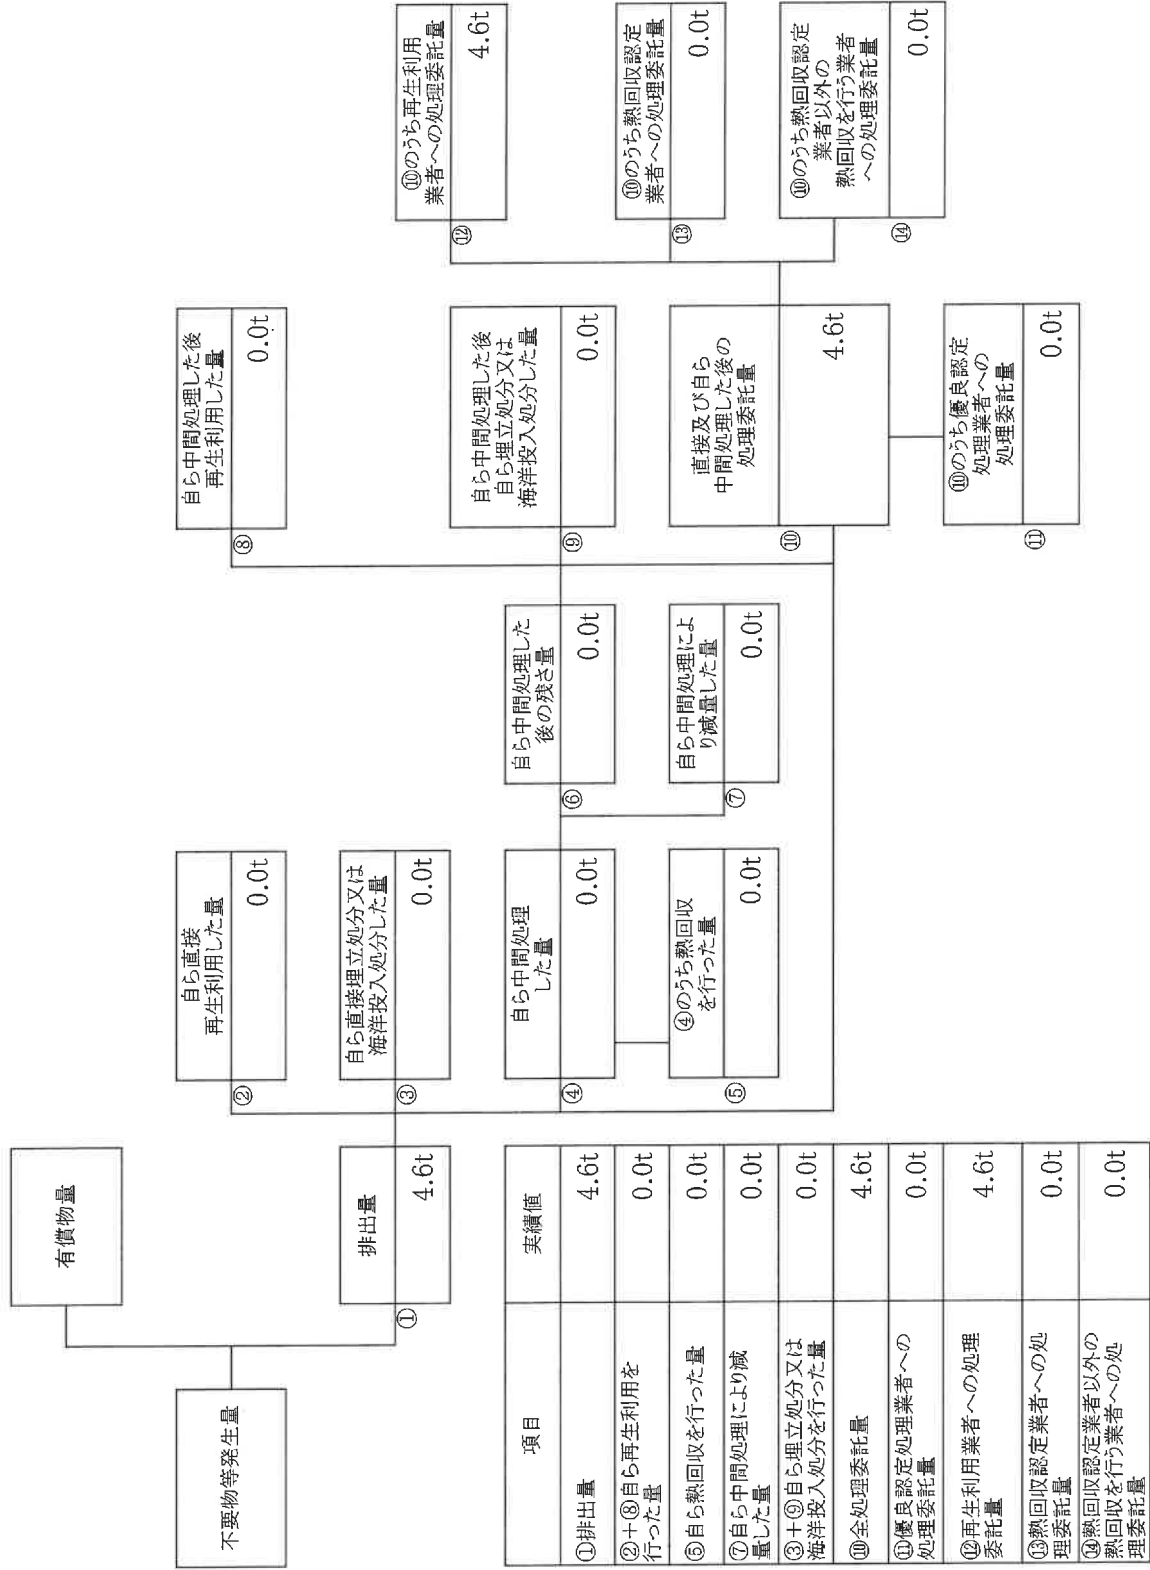 有償物量
不要物等発生量
排出量
①
4.6t
自ら直接
再生利用した量
②
0.0t
自ら直接埋立処分又は
海洋投入処分した量
③
0.0t
自ら中間処理
した量
④
0.0t
④のうち熱回収
を行った量
⑤
0.0t
自ら中間処理した
後の残さ量
⑥
0.0t
自ら中間処理によ
り減量した量
⑦
0.0t
自ら中間処理した後
再生利用した量
⑧
0.0t
自ら中間処理した後
自ら埋立処分又は
海洋投入処分した量
⑨
0.0t
直接及び自ら
中間処理した後の
処理委託量
⑩
4.6t
⑩のうち優良認定
処理業者への
処理委託量
⑪
0.0t
⑩のうち再生利用
業者への処理委託量
⑫
4.6t
⑩のうち熱回収認定
業者への処理委託量
⑬
0.0t
⑩のうち熱回収認定
業者以外の
熱回収を行う業者
への処理委託量
⑭
0.0t
項目
実績値
①排出量
4.6t
②+⑧自ら再生利用を
行った量
0.0t
⑤自ら熱回収を行った量
0.0t
⑦自ら中間処理により減
量した量
0.0t
③+⑨自ら埋立処分又は
海洋投入処分を行った量
0.0t
⑩全処理委託量
4.6t
⑪優良認定処理業者への
処理委託量
0.0t
⑫再生利用業者への処理
委託量
4.6t
⑬熱回収認定業者への処
理委託量
0.0t
⑭熱回収認定業者以外の
熱回収を行う業者への処
理委託量
0.0t